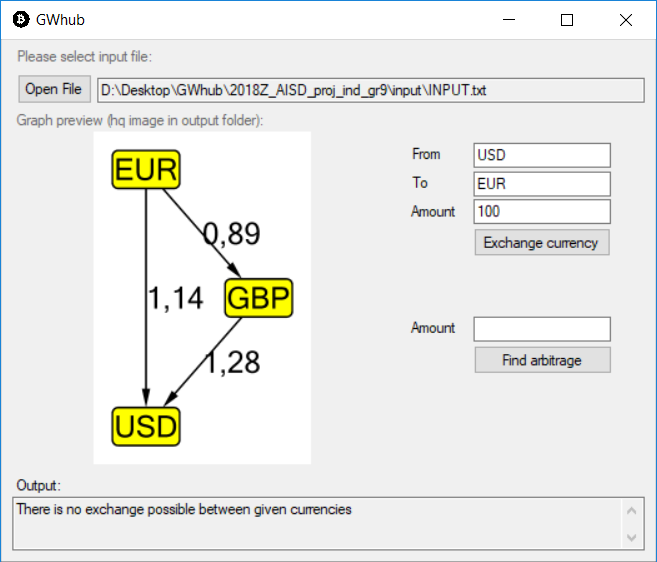 GWhub
Please select input file:
Open File
D:\Desktop\GWhub\2018Z_AISD_proj_ind_gr9\input\INPUT.txt
Graph preview (hq image in output folder):
EUR
0,89
1,14
GBP
1,28
USD
From
USD
To
EUR
Amount
100
Exchange currency
Amount
Find arbitrage
Output:
There is no exchange possible between given currencies